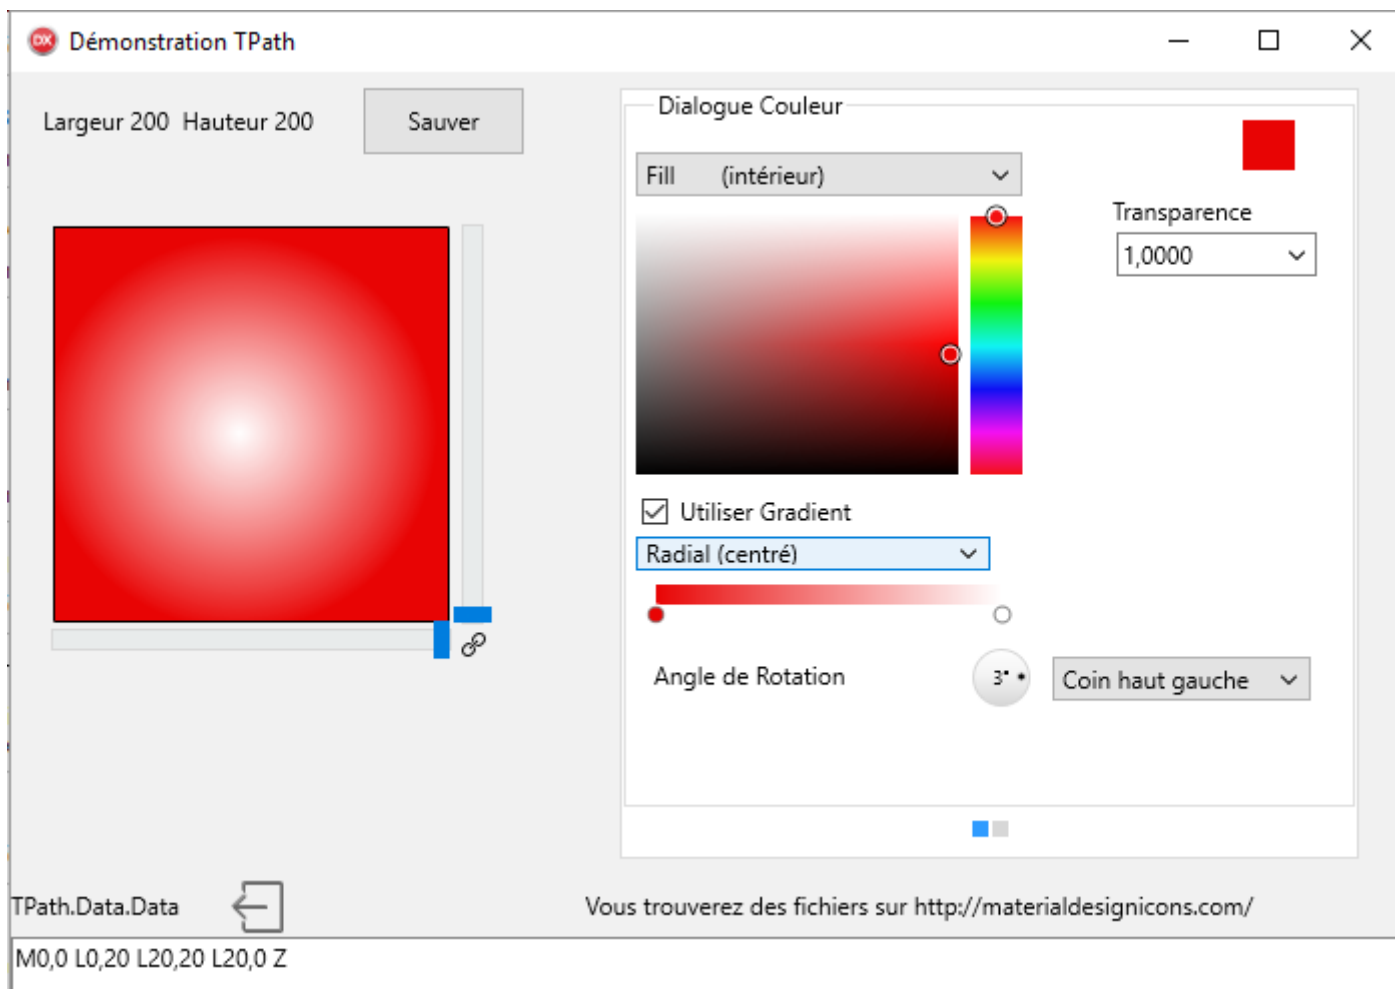 DX Démonstration TPath
Largeur 200 Hauteur 200
Sauver
Dialogue Couleur
Fill (intérieur)
Transparence
1,0000
Utiliser Gradient
Radial (centré)
Angle de Rotation
3°
Coin haut gauche
TPath.Data.Data
Vous trouverez des fichiers sur http://materialdesignicons.com/
M0,0 L0,20 L20,20 L20,0 Z